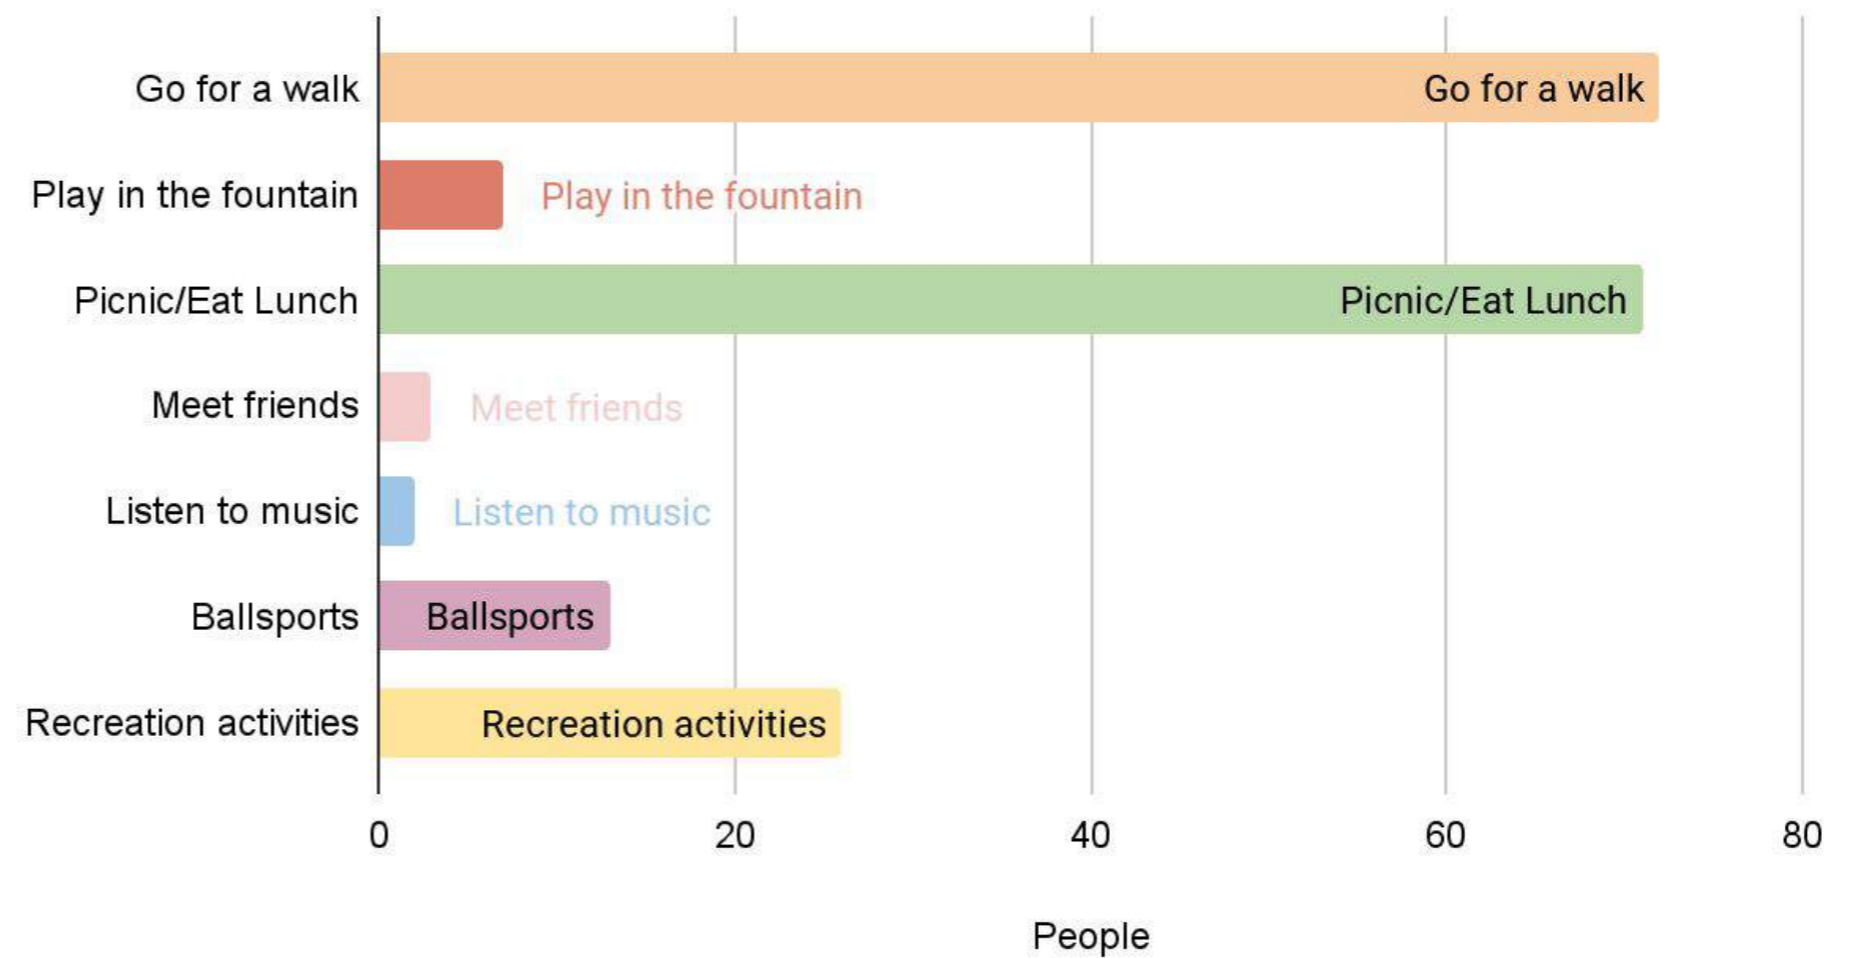 Go for a walk Go for a walk
Play in the fountain Play in the fountain
Picnic/Eat Lunch Picnic/Eat Lunch
Meet friends Meet friends
Listen to music Listen to music
Ballsports Ballsports
Recreation activities Recreation activities
0 20 40 60 80
People